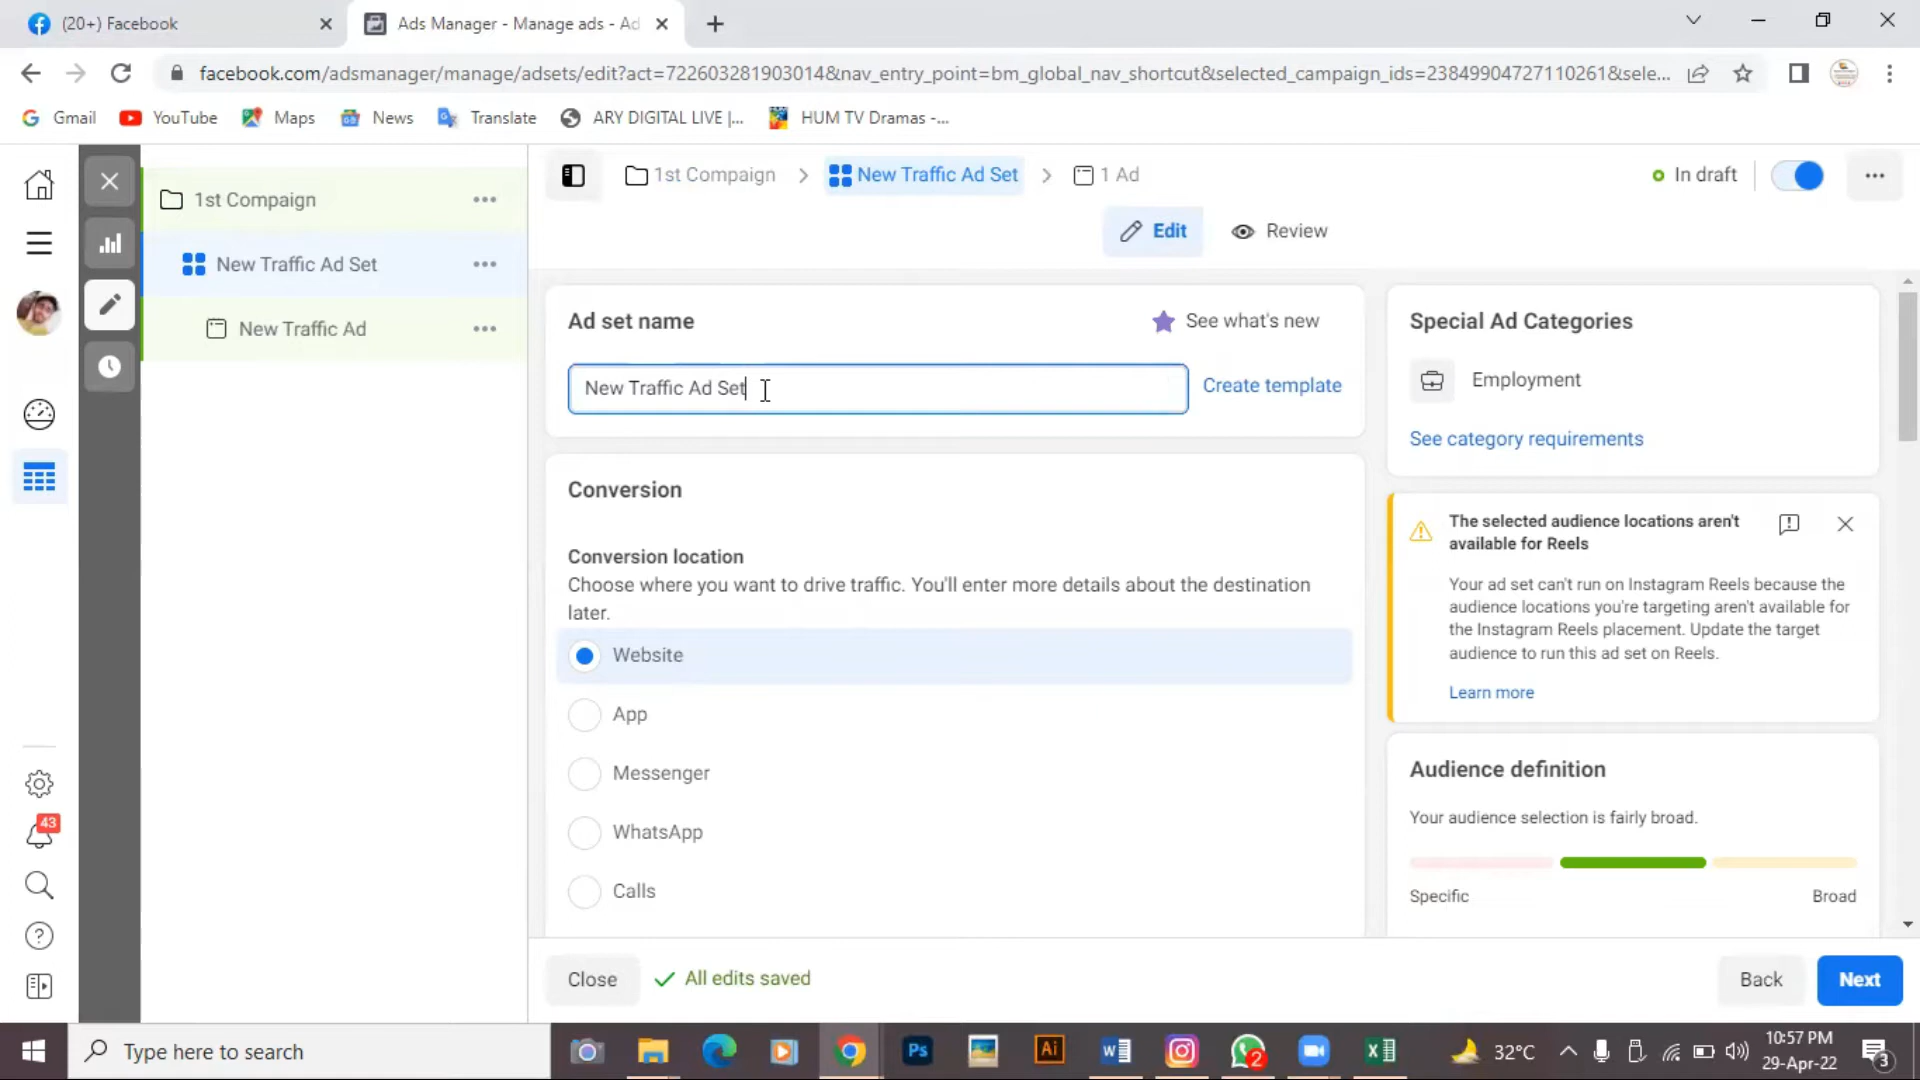 (20+) Facebook
Ads Manager - Manage ads - Ad
facebook.com/adsmanager/manage/adsets/edit?act=722603281903014&nav_entry_point=bm_global_nav_shortcut&selected_campaign_ids=23849904727110261&sele...
Gmail
YouTube
Maps
News
Translate
ARY DIGITAL LIVE |...
HUM TV Dramas -...
1st Compaign
New Traffic Ad Set
New Traffic Ad
1st Compaign
New Traffic Ad Set
1 Ad
In draft
Edit
Review
Ad set name
See what's new
New Traffic Ad Set
Create template
Conversion
Conversion location
Choose where you want to drive traffic. You'll enter more details about the destination
later.
Website
App
Messenger
WhatsApp
Calls
Special Ad Categories
Employment
See category requirements
The selected audience locations aren't
available for Reels
Your ad set can't run on Instagram Reels because the
audience locations you're targeting aren't available for
the Instagram Reels placement. Update the target
audience to run this ad set on Reels.
Learn more
Audience definition
Your audience selection is fairly broad.
Specific
Broad
43
Close
All edits saved
Back
Next
Type here to search
Ps
Ai
2
32°C
10:57 PM
29-Apr-22
3